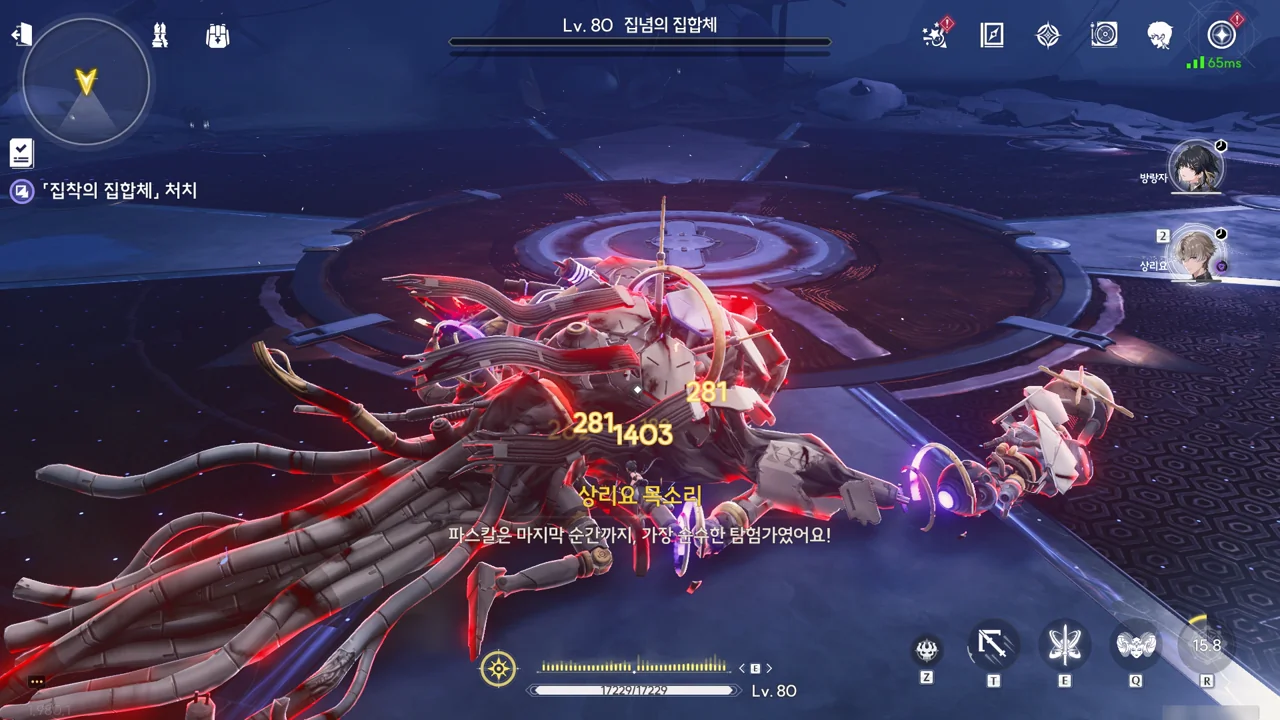 Lv. 80 집념의 집합체
65ms
「집착의 집합체」 처치
방랑자
2
상리요
281
281
1403
상리요 목소리
파스칼은 마지막 순간까지, 가장 우수한 탐험가였어요!
15.8
E
Z
T
E
Q
R
17229/17229
Lv. 80